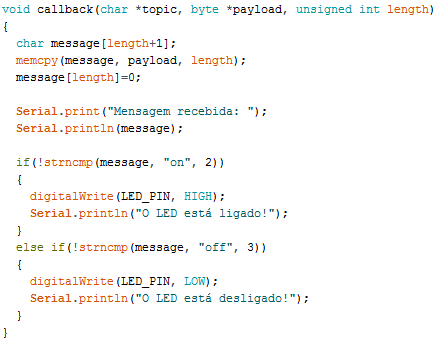 void callback(char *topic, byte *payload, unsigned int length)
{
  char message[length+1];
  memcpy(message, payload, length);
  message[length]=0;

  Serial.print("Mensagem recebida: ");
  Serial.println(message);

  if(!strncmp(message, "on", 2))
  {
    digitalWrite(LED_PIN, HIGH);
    Serial.println("O LED está ligado!");
  }
  else if(!strncmp(message, "off", 3))
  {
    digitalWrite(LED_PIN, LOW);
    Serial.println("O LED está desligado!");
  }
}